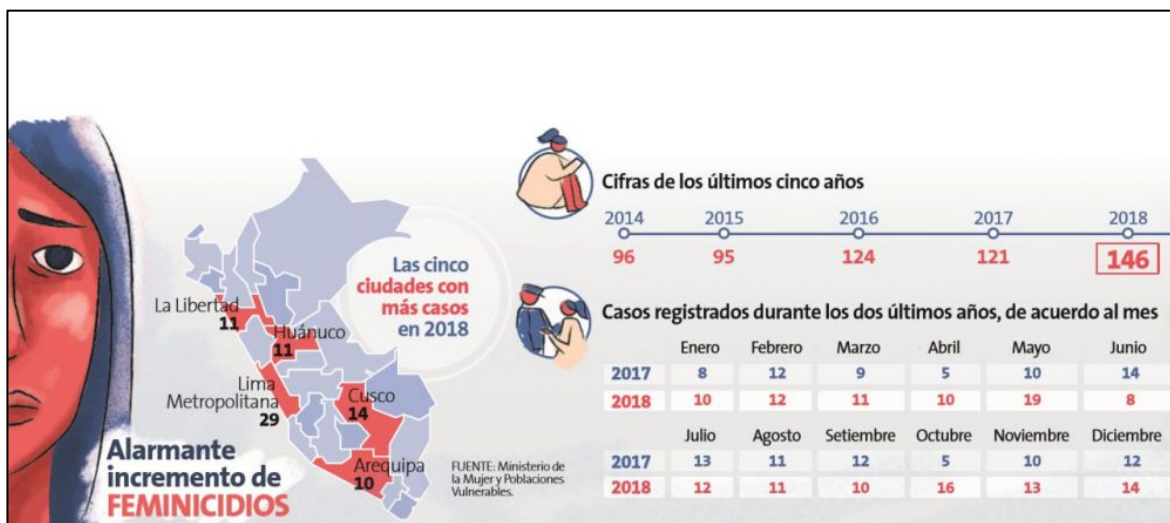 La Libertad
11
Huánuco
11
Lima
Metropolitana
29
Cusco
14
Arequipa
10
Las cinco
ciudades con
más casos
en 2018
Alarmante
incremento de
FEMINICIDIOS
FUENTE: Ministerio de
la Mujer y Poblaciones
Vulnerables.
Cifras de los últimos cinco años
2014 2015 2016 2017 2018
96 95 124 121 146
Casos registrados durante los dos últimos años, de acuerdo al mes
Enero Febrero Marzo Abril Mayo Junio
2017 8 12 9 5 10 14
2018 10 12 11 10 19 8
Julio Agosto Setiembre Octubre Noviembre Diciembre
2017 13 11 12 5 10 12
2018 12 11 10 16 13 14